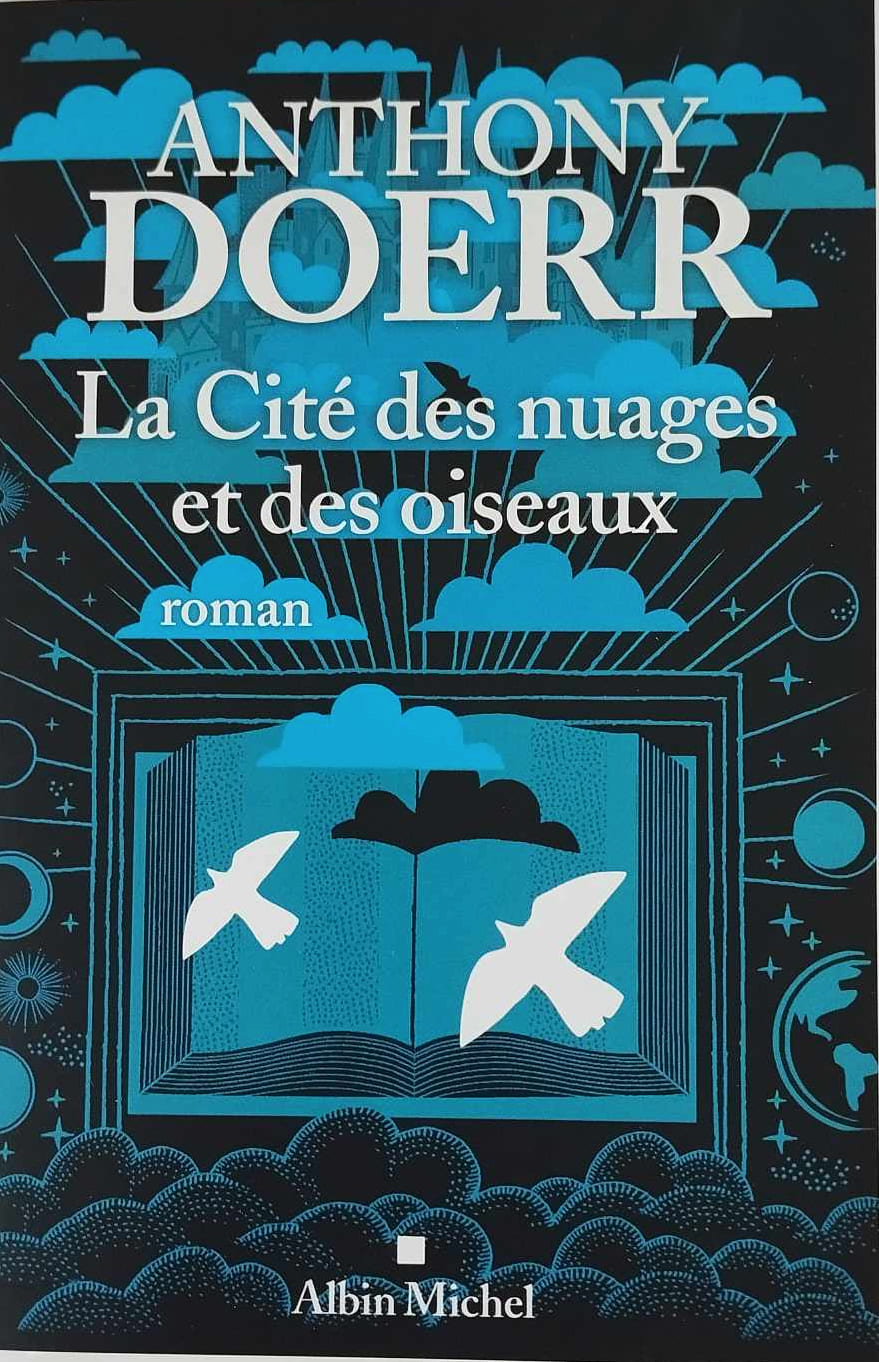 ANTHONY
DOERR
La Cité des nuages
et des oiseaux
roman
Albin Michel